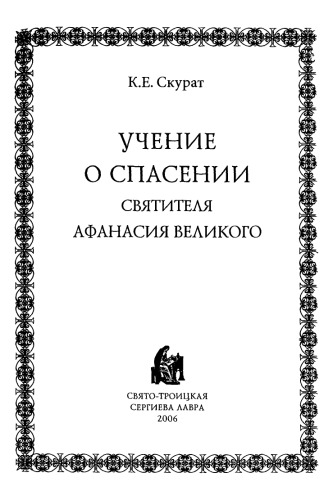 К.Е. Скурат
УЧЕНИЕ
О СПАСЕНИИ
СВЯТИТЕЛЯ
АФАНАСИЯ ВЕЛИКОГО
СВЯТО-ТРОИЦКАЯ
СЕРГИЕВА ЛАВРА
2006